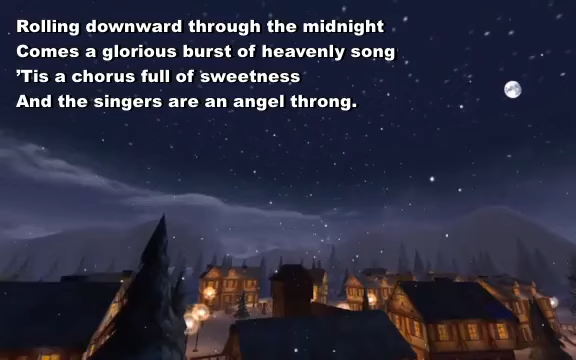 Rolling downward through the midnight
Comes a glorious burst of heavenly song
’Tis a chorus full of sweetness
And the singers are an angel throng.